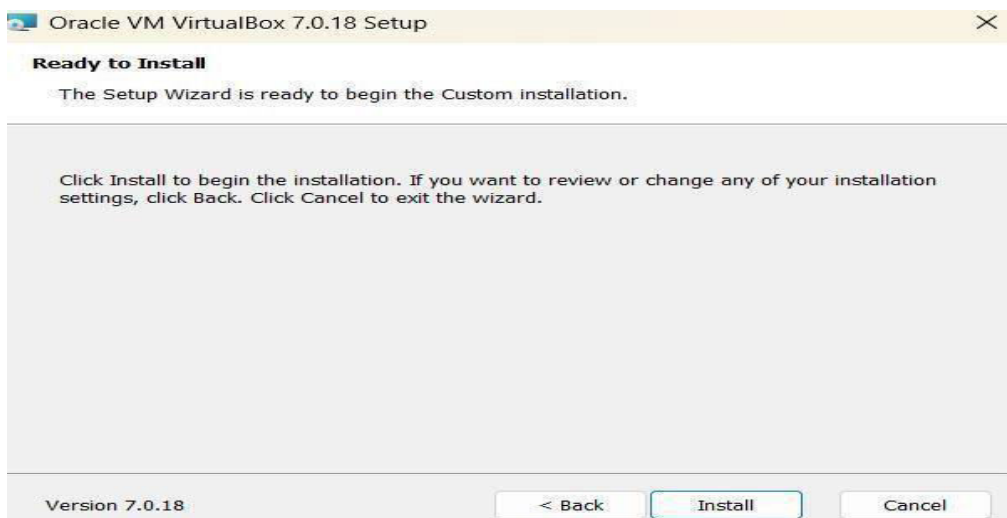 Oracle VM VirtualBox 7.0.18 Setup
Ready to Install
The Setup Wizard is ready to begin the Custom installation.
Click Install to begin the installation. If you want to review or change any of your installation
settings, click Back. Click Cancel to exit the wizard.
Version 7.0.18
< Back
Install
Cancel